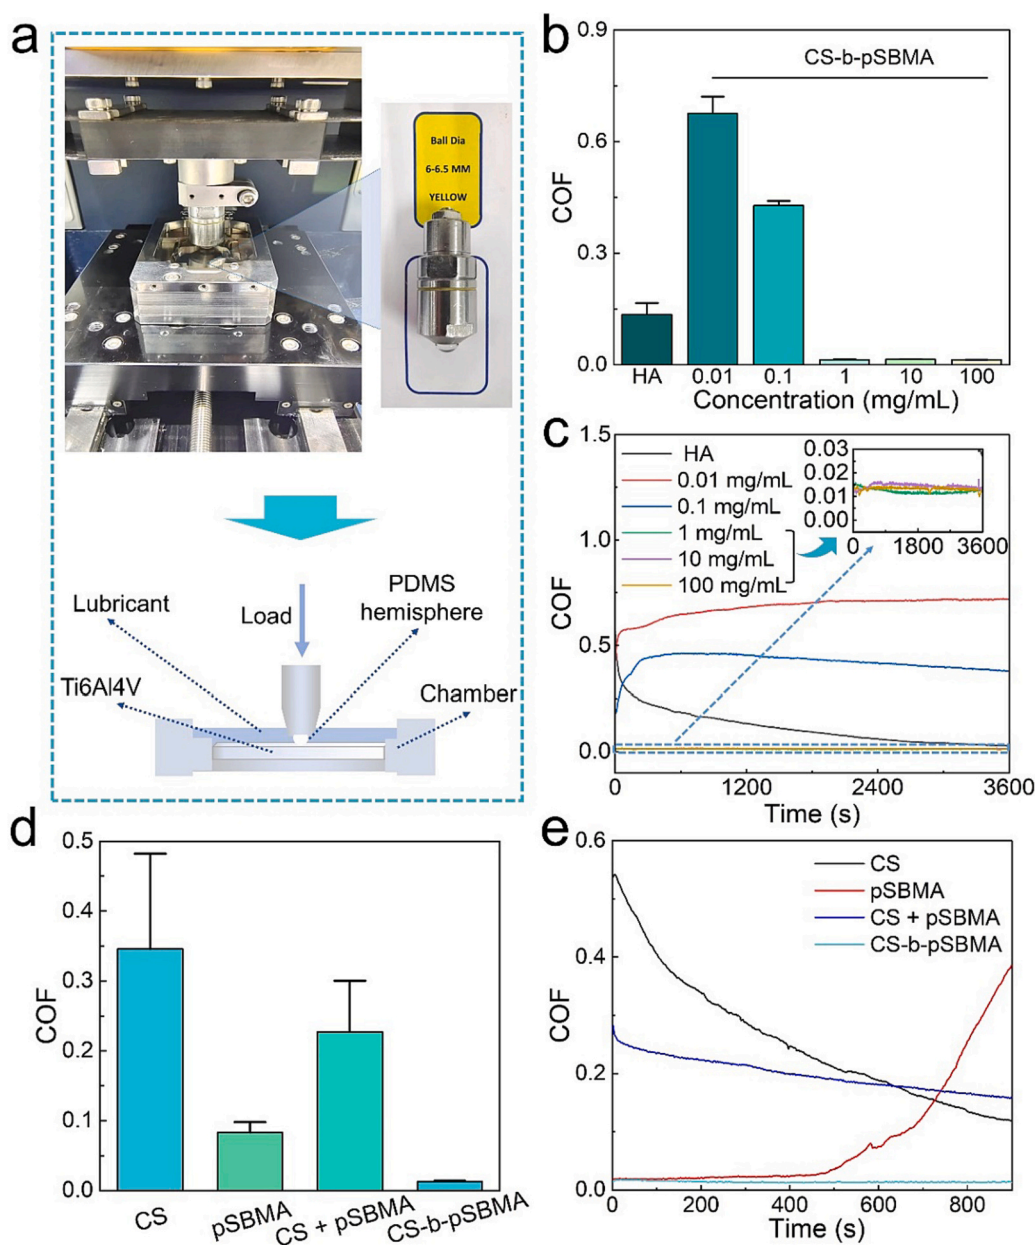 a
Ball Dia
6-6.5 MM
YELLOW
Lubricant
Load
PDMS
hemisphere
Ti6Al4V
Chamber
b
CS-b-pSBMA
0.9
0.6
0.3
0.0
COF
HA
0.01
0.1
1
10
100
Concentration (mg/mL)
c
1.5
1.0
0.5
0.0
COF
HA
0.01 mg/mL
0.1 mg/mL
1 mg/mL
10 mg/mL
100 mg/mL
0.03
0.02
0.01
0.00
0
1800
3600
0
1200
2400
3600
Time (s)
d
0.5
0.4
0.3
0.2
0.1
0.0
COF
CS
pSBMA
CS + pSBMA
CS-b-pSBMA
e
0.6
0.4
0.2
0.0
COF
CS
pSBMA
CS + pSBMA
CS-b-pSBMA
0
200
400
600
800
Time (s)